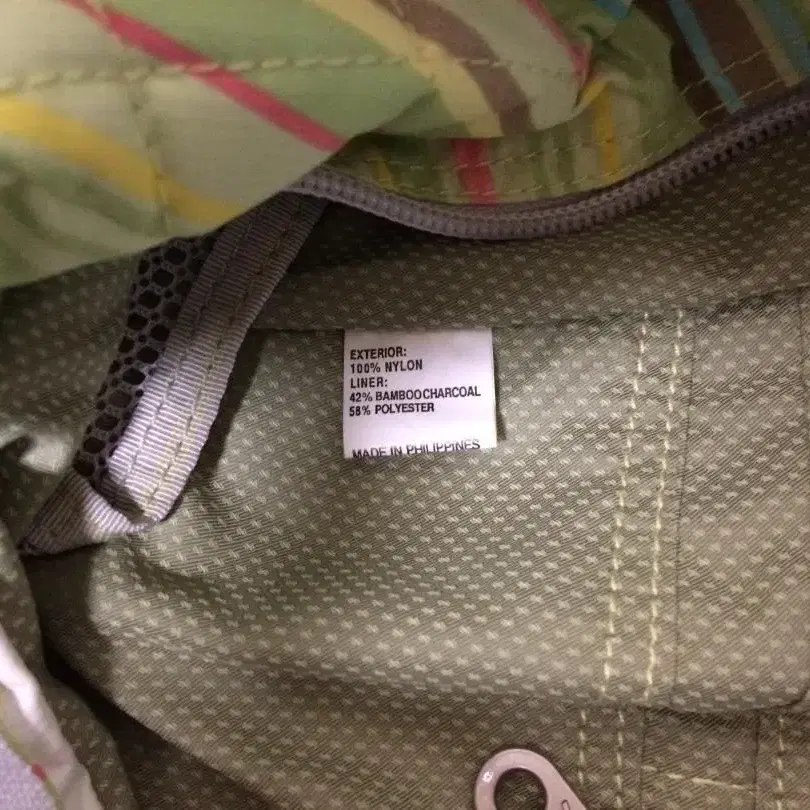 EXTERIOR:
100% NYLON
LINER:
42% BAMBOOCHARCOAL
58% POLYESTER
MADE IN PHILIPPINES